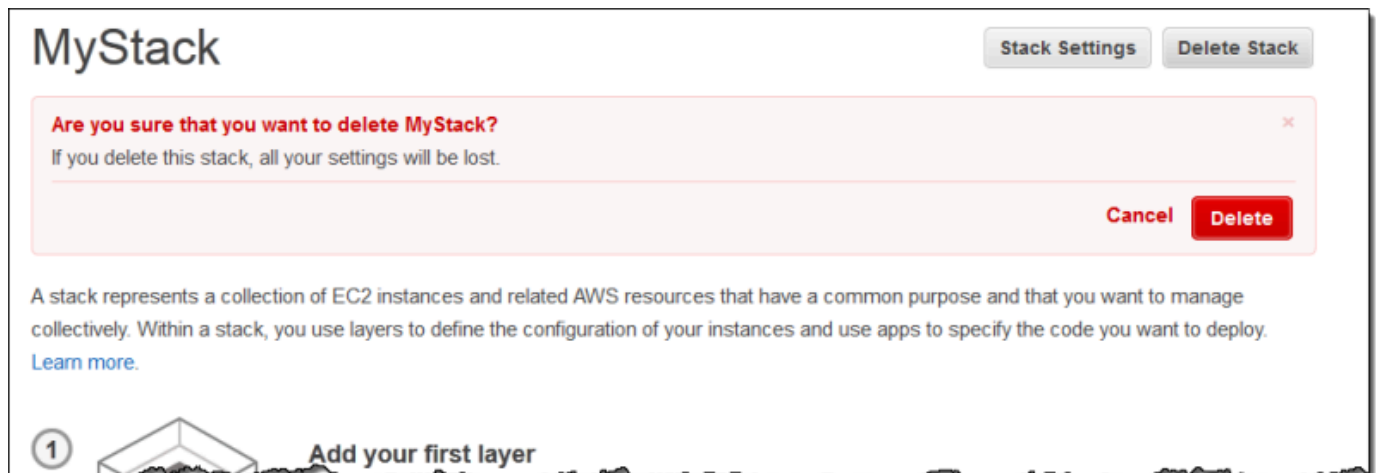 MyStack
Stack Settings
Delete Stack
Are you sure that you want to delete MyStack?
×
If you delete this stack, all your settings will be lost.
Cancel
Delete
A stack represents a collection of EC2 instances and related AWS resources that have a common purpose and that you want to manage
collectively. Within a stack, you use layers to define the configuration of your instances and use apps to specify the code you want to deploy.
Learn more.
1
Add your first layer